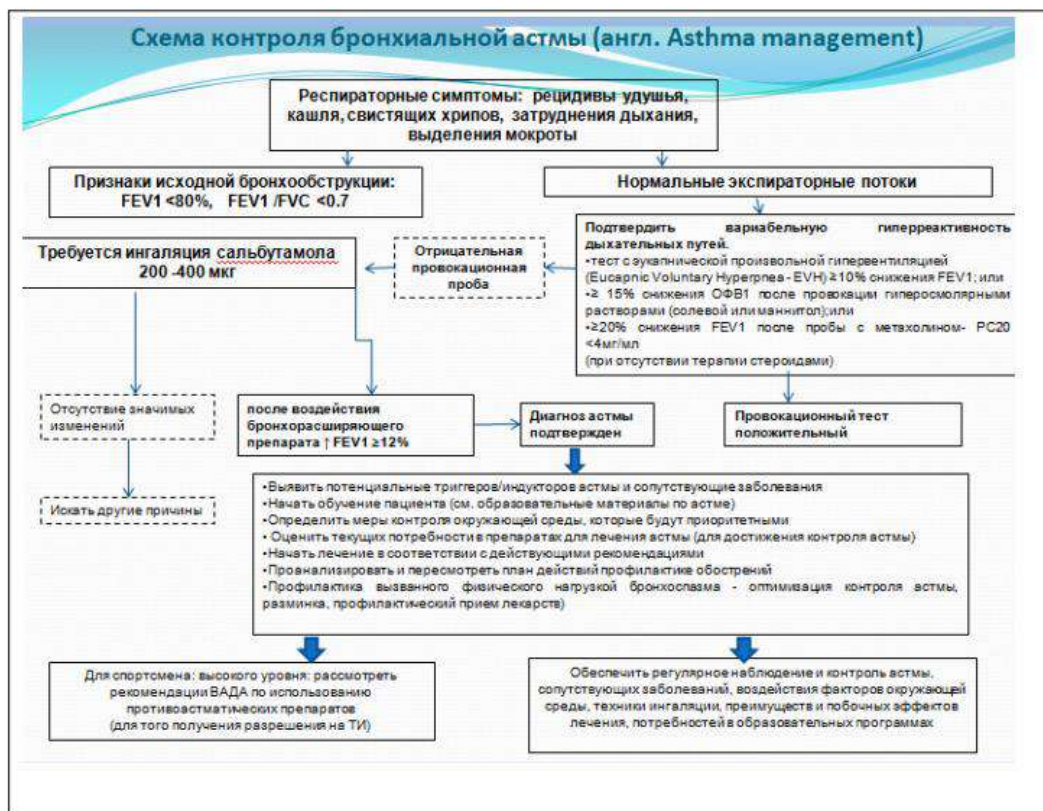 Схема контроля бронхиальной астмы (англ. Asthma management)
Респираторные симптомы: рецидивы удушья,
кашля, свистящих хрипов, затруднения дыхания,
выделения мокроты
Признаки исходной бронхообструкции:
FEV1 <80%, FEV1 /FVC <0.7
Нормальные экспираторные потоки
Требуется ингаляция сальбутамола
200 -400 мкг
Отрицательная
провокационная
проба
Подтвердить вариабельную гиперреактивность
дыхательных путей.
•тест с эукапнической произвольной гипервентиляцией
(Eucapnic Voluntary Hyperpnea - EVH) ≥10% снижения FEV1; или
•≥ 15% снижения ОФВ1 после провокации гиперосмолярными
растворами (солевой или маннитол);или
•≥20% снижения FEV1 после пробы с метахолином- PC20
<4мг/мл
(при отсутствии терапии стероидами)
Отсутствие значимых
изменений
после воздействия
бронхорасширяющего
препарата ↑ FEV1 ≥12%
Диагноз астмы
подтвержден
Провокационный тест
положительный
Искать другие причины
•Выявить потенциальные триггеров/индукторов астмы и сопутствующие заболевания
•Начать обучение пациента (см. образовательные материалы по астме)
•Определить меры контроля окружающей среды, которые будут приоритетными
• Оценить текущих потребности в препаратах для лечения астмы (для достижения контроля астмы)
•Начать лечение в соответствии с действующими рекомендациями
•Проанализировать и пересмотреть план действий профилактике обострений
•Профилактика вызванного физического нагрузкой бронхоспазма - оптимизация контроля астмы,
разминка, профилактический прием лекарств)
Для спортсмена: высокого уровня: рассмотреть
рекомендации ВАДА по использованию
противоастматических препаратов
(для того получения разрешения на ТИ)
Обеспечить регулярное наблюдение и контроль астмы,
сопутствующих заболеваний, воздействия факторов окружающей
среды, техники ингаляции, преимуществ и побочных эффектов
лечения, потребностей в образовательных программах